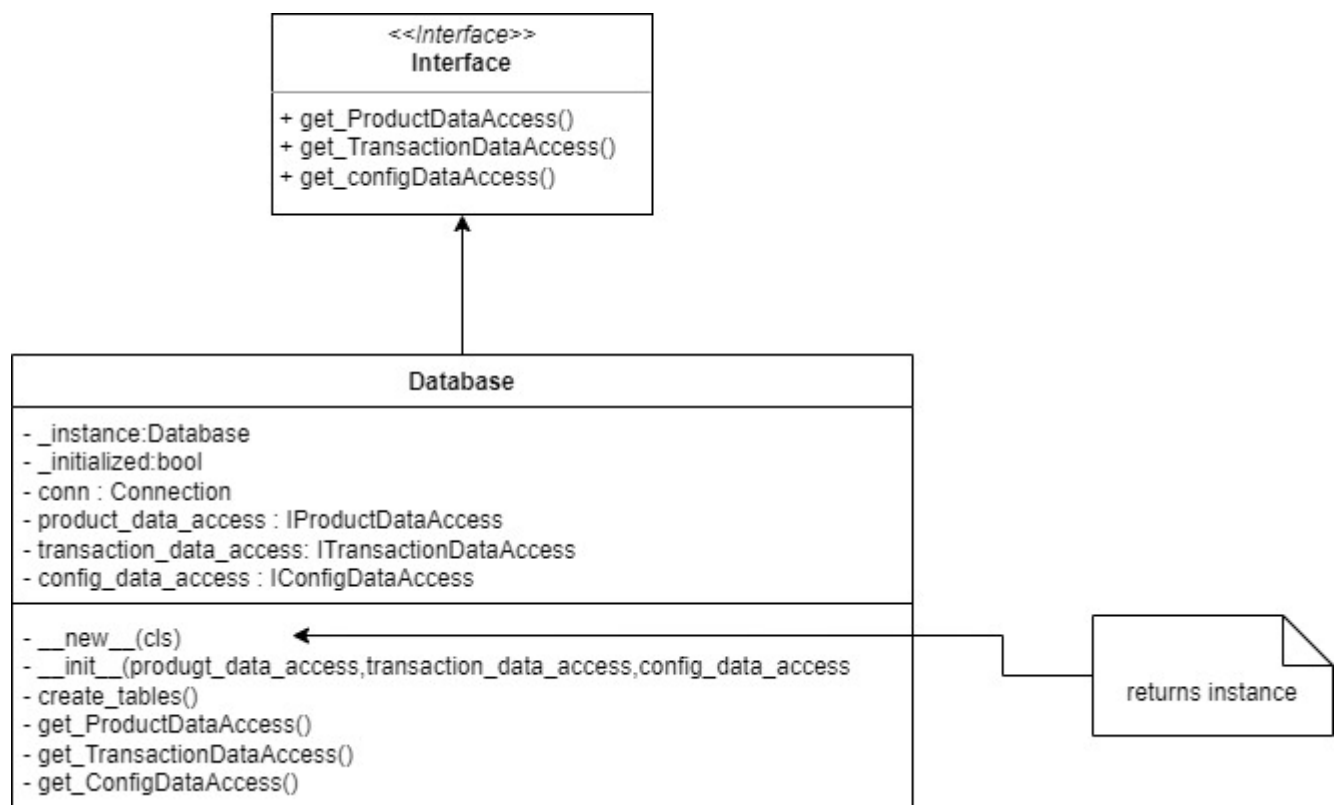 <<Interface>>
Interface
+ get_ProductDataAccess()
+ get_TransactionDataAccess()
+ get_configDataAccess()
Database
- _instance:Database
- _initialized:bool
- conn : Connection
- product_data_access : IProductDataAccess
- transaction_data_access: ITransactionDataAccess
- config_data_access : IConfigDataAccess
- __new__(cls)
- __init__(produgt_data_access,transaction_data_access,config_data_access
- create_tables()
- get_ProductDataAccess()
- get_TransactionDataAccess()
- get_ConfigDataAccess()
returns instance